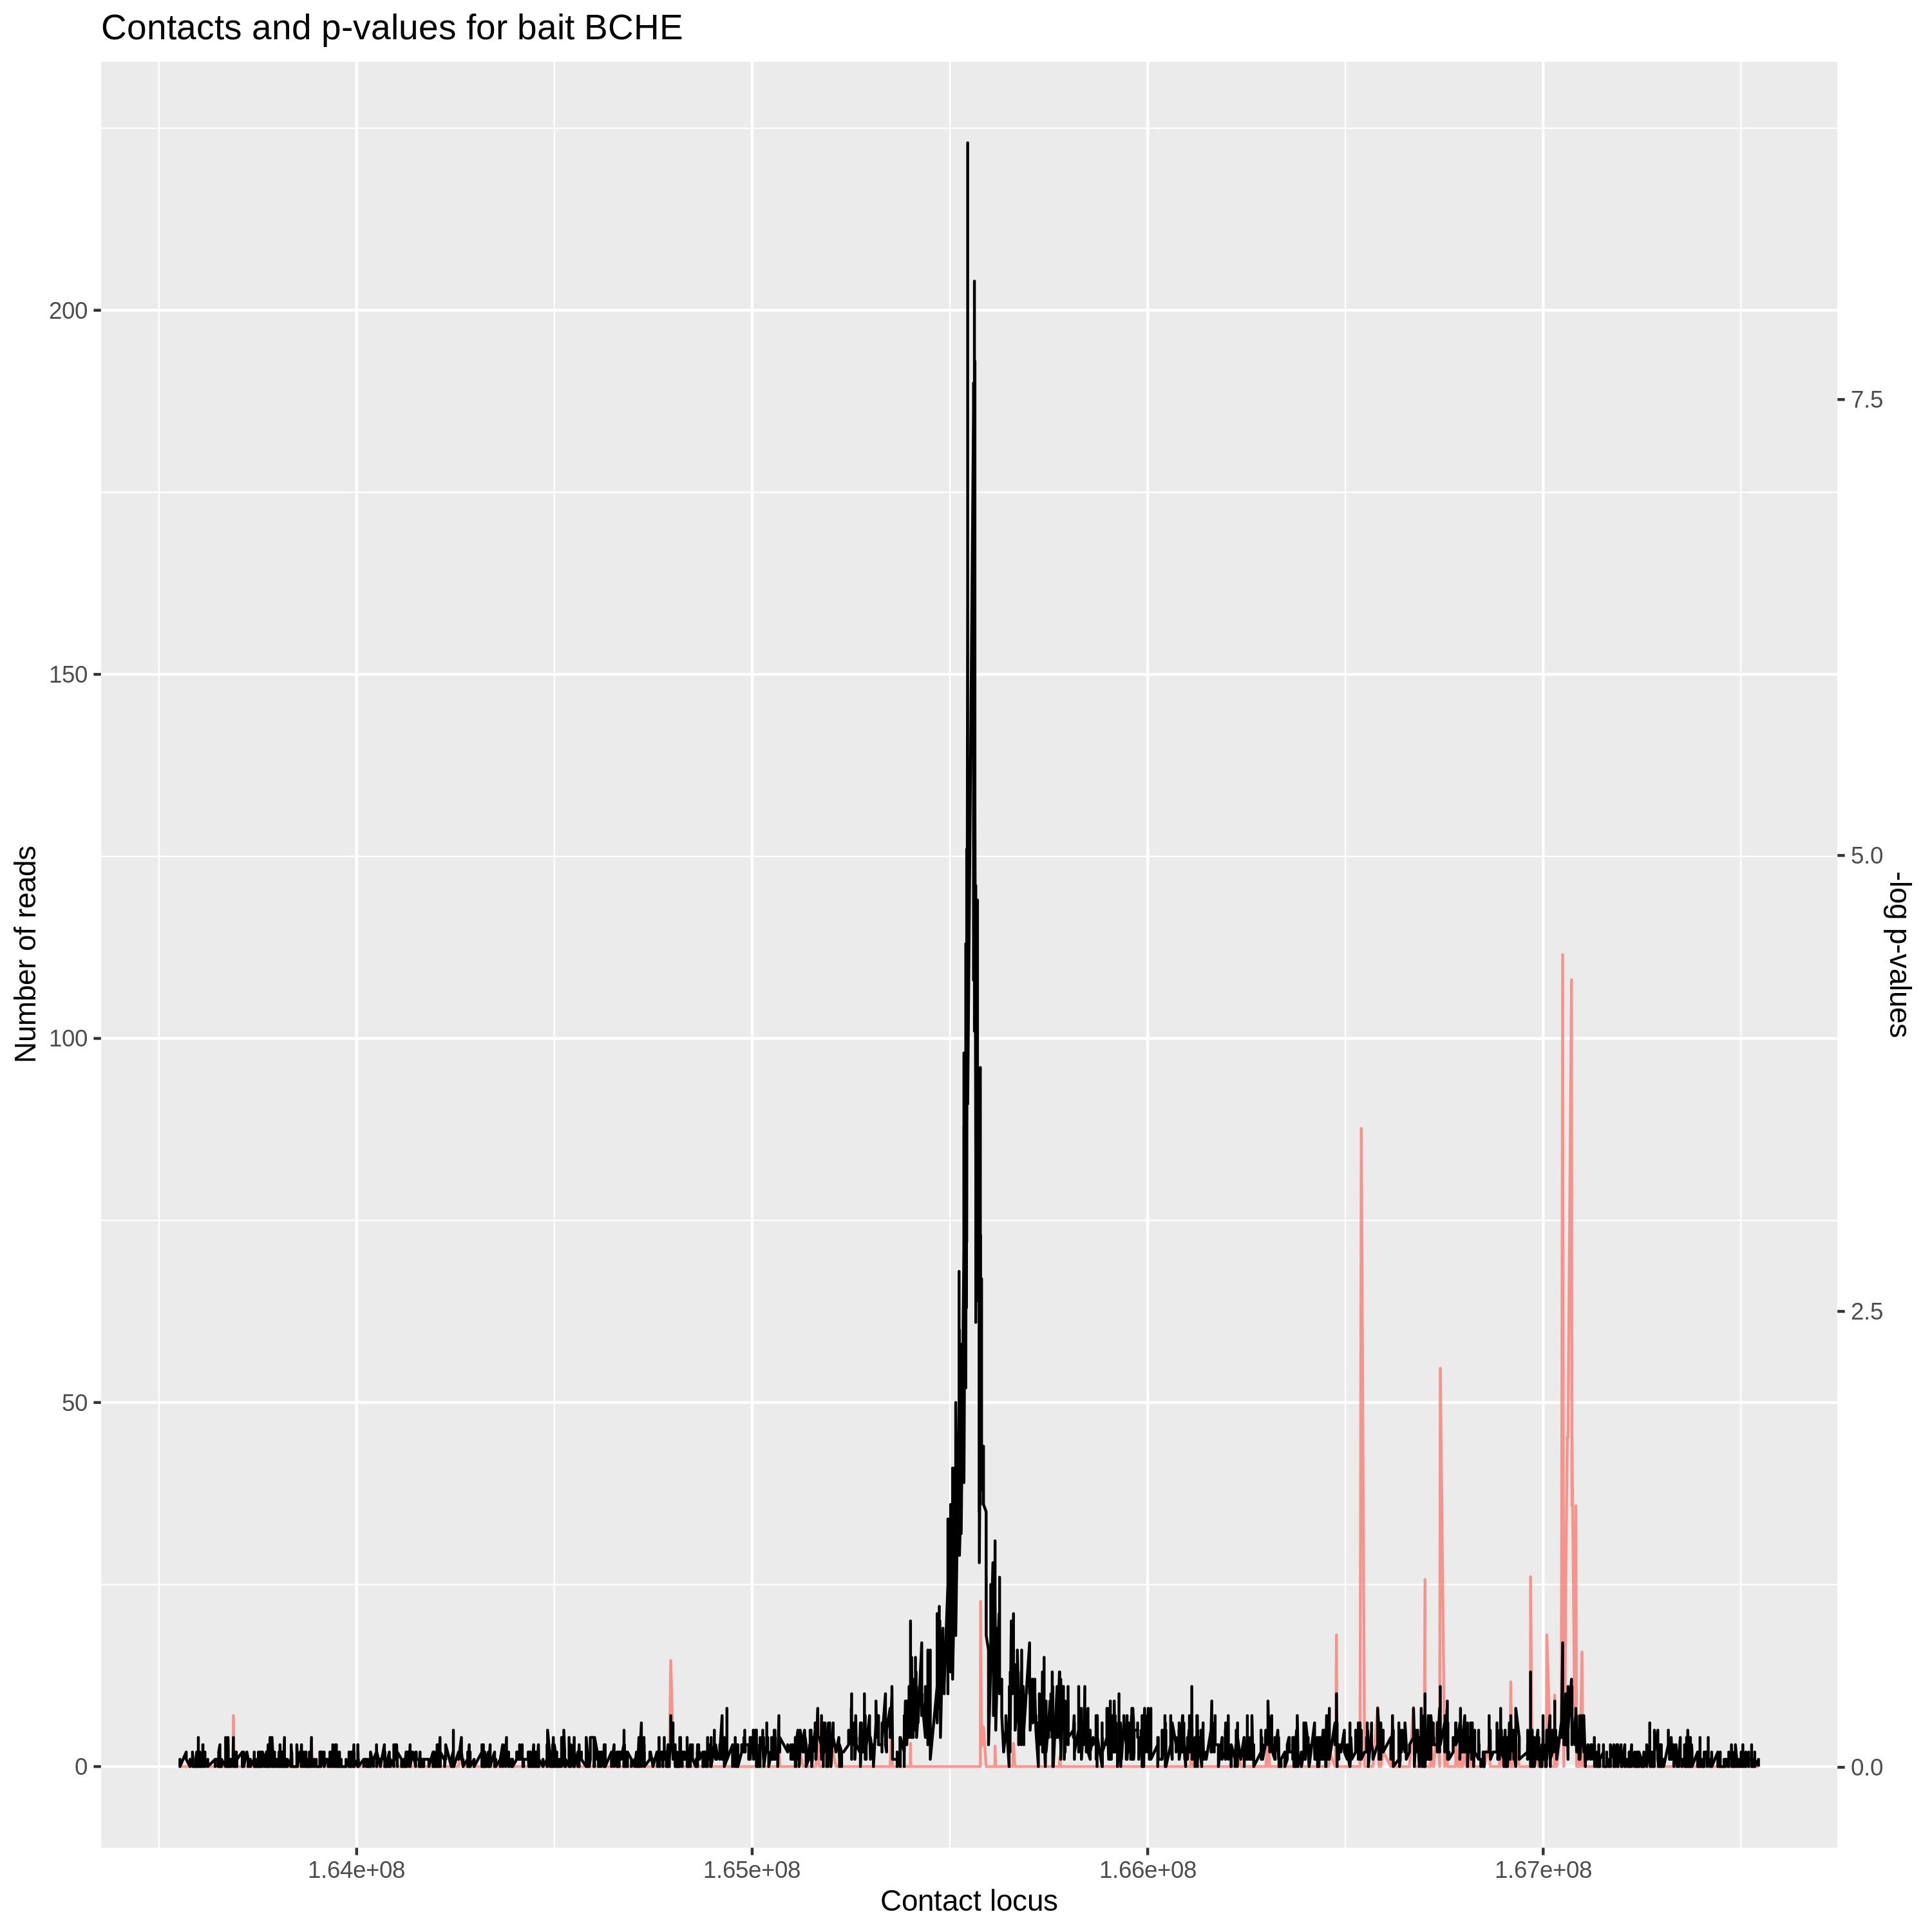 Contacts and p-values for bait BCHE
200
150
100
50
0
Number of reads
7.5
5.0
2.5
0.0
-log p-values
1.64e+08
1.65e+08
1.66e+08
1.67e+08
Contact locus